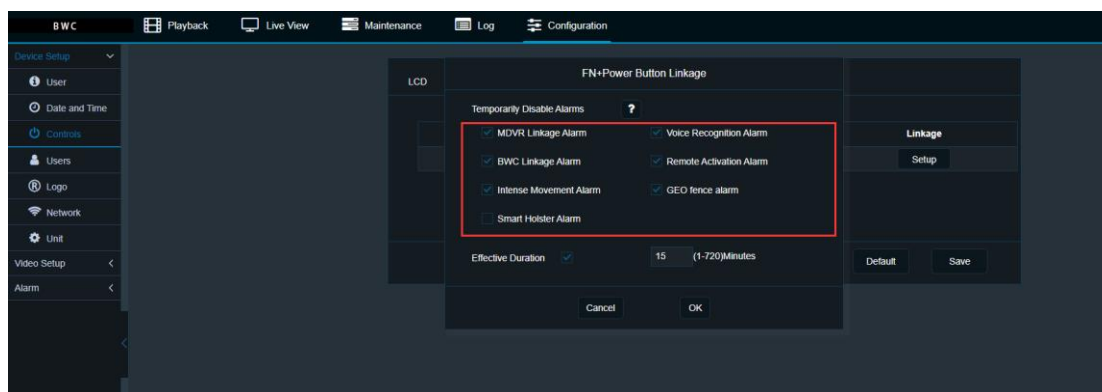 BWC Playback Live View Maintenance Log Configuration
Device Setup
User
Date and Time
Controls
Users
Logo
Network
Unit
Video Setup
Alarm
LCD
FN+Power Button Linkage
Temporarily Disable Alarms ?
MDVR Linkage Alarm Voice Recognition Alarm
BWC Linkage Alarm Remote Activation Alarm
Intense Movement Alarm GEO fence alarm
Smart Holster Alarm
Effective Duration 15 (1-720)Minutes
Cancel OK
Linkage
Setup
Default Save